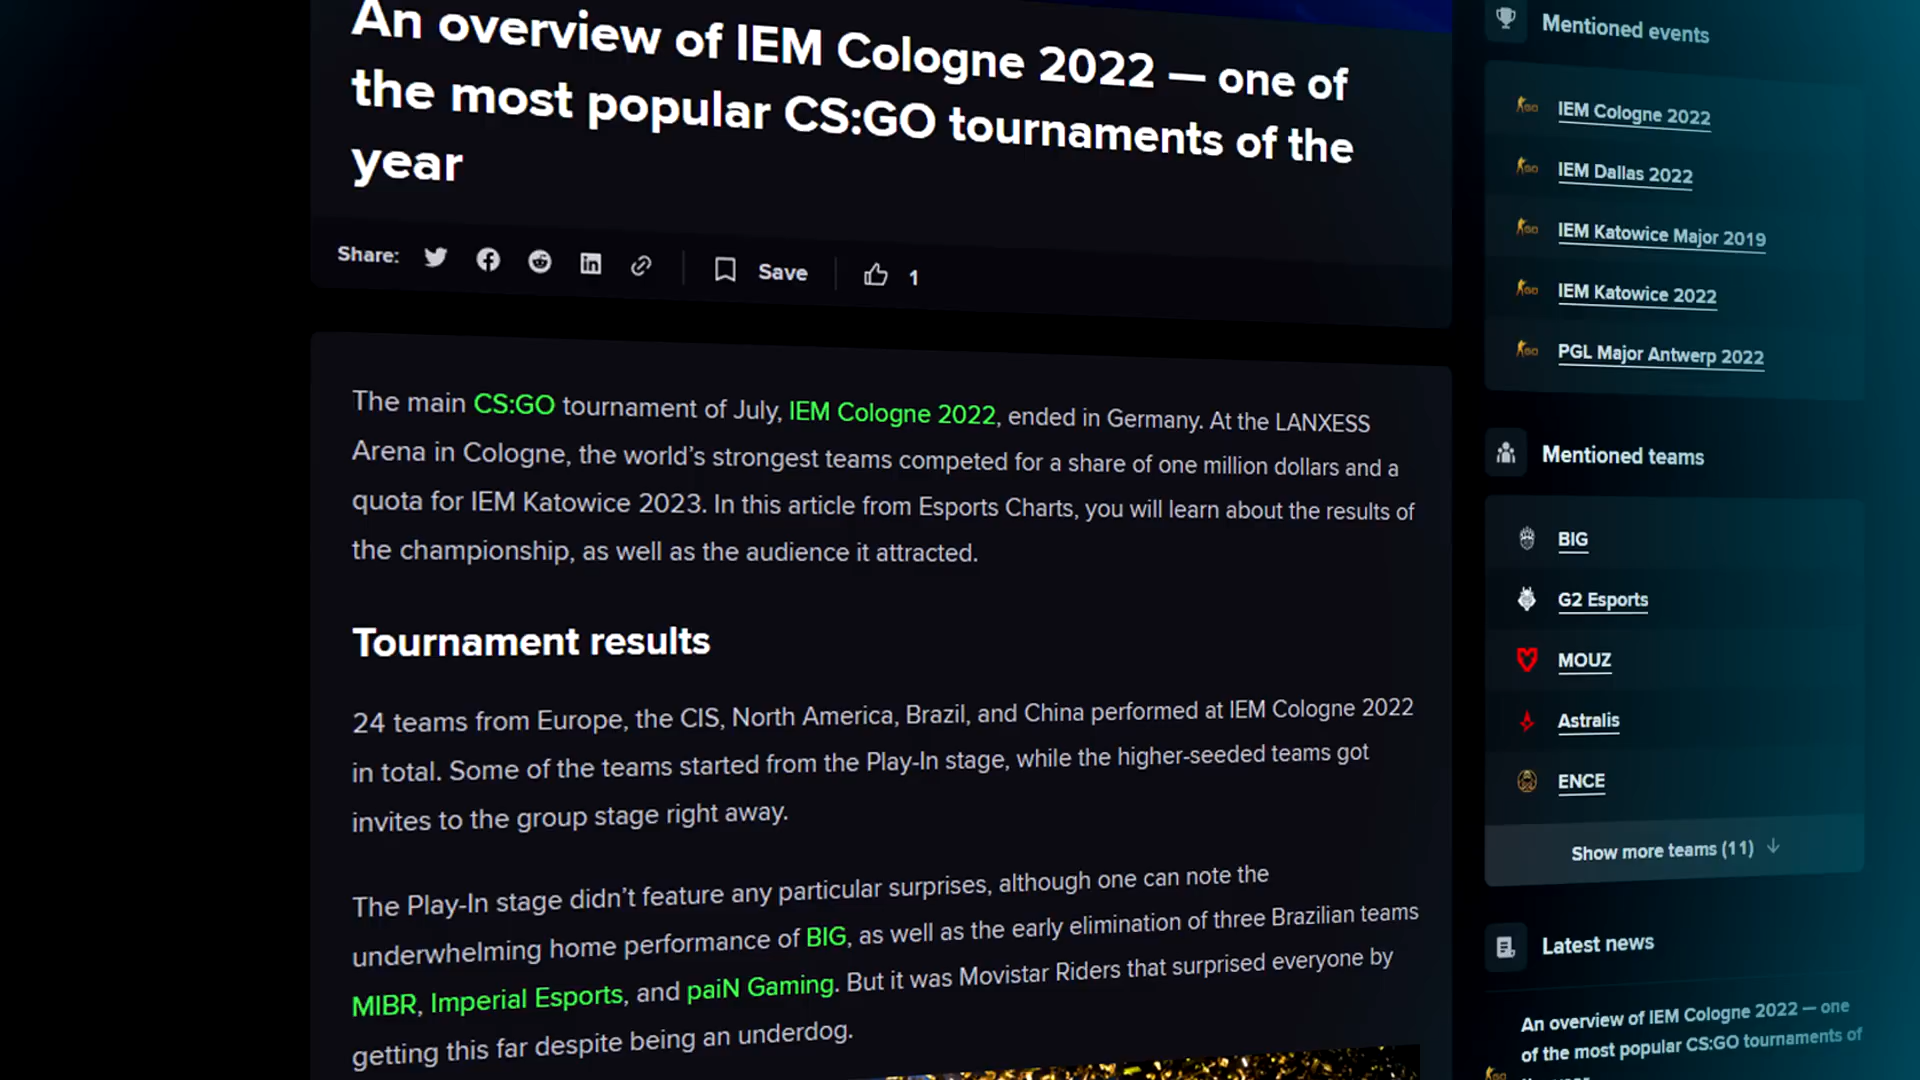 An overview of IEM Cologne 2022 — one of
the most popular CS:GO tournaments of the
year
Share:
Save
1
The main CS:GO tournament of July, IEM Cologne 2022, ended in Germany. At the LANXESS
Arena in Cologne, the world's strongest teams competed for a share of one million dollars and a
quota for IEM Katowice 2023. In this article from Esports Charts, you will learn about the results of
the championship, as well as the audience it attracted.
Tournament results
24 teams from Europe, the CIS, North America, Brazil, and China performed at IEM Cologne 2022
in total. Some of the teams started from the Play-In stage, while the higher-seeded teams got
invites to the group stage right away.
The Play-In stage didn't feature any particular surprises, although one can note the
underwhelming home performance of BIG, as well as the early elimination of three Brazilian teams
MIBR, Imperial Esports, and paiN Gaming. But it was Movistar Riders that surprised everyone by
getting this far despite being an underdog.
Mentioned events
IEM Cologne 2022
IEM Dallas 2022
IEM Katowice Major 2019
IEM Katowice 2022
PGL Major Antwerp 2022
Mentioned teams
BIG
G2 Esports
MOUZ
Astralis
ENCE
Show more teams (11)
Latest news
An overview of IEM Cologne 2022 — one
of the most popular CS:GO tournaments of